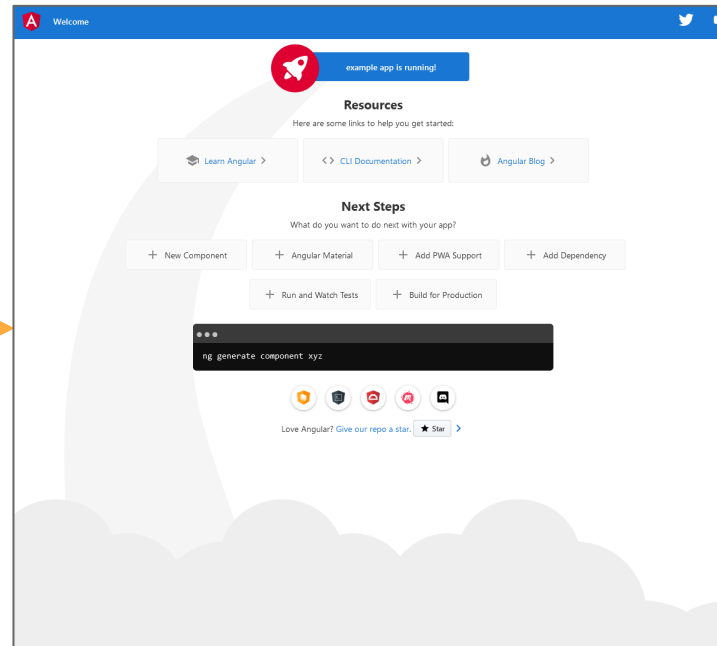 A Welcome
example app is running!
Resources
Here are some links to help you get started:
Learn Angular >
<> CLI Documentation >
Angular Blog >
Next Steps
What do you want to do next with your app?
+ New Component
+ Angular Material
+ Add PWA Support
+ Add Dependency
+ Run and Watch Tests
+ Build for Production
ng generate component xyz
Love Angular? Give our repo a star. ★ Star >